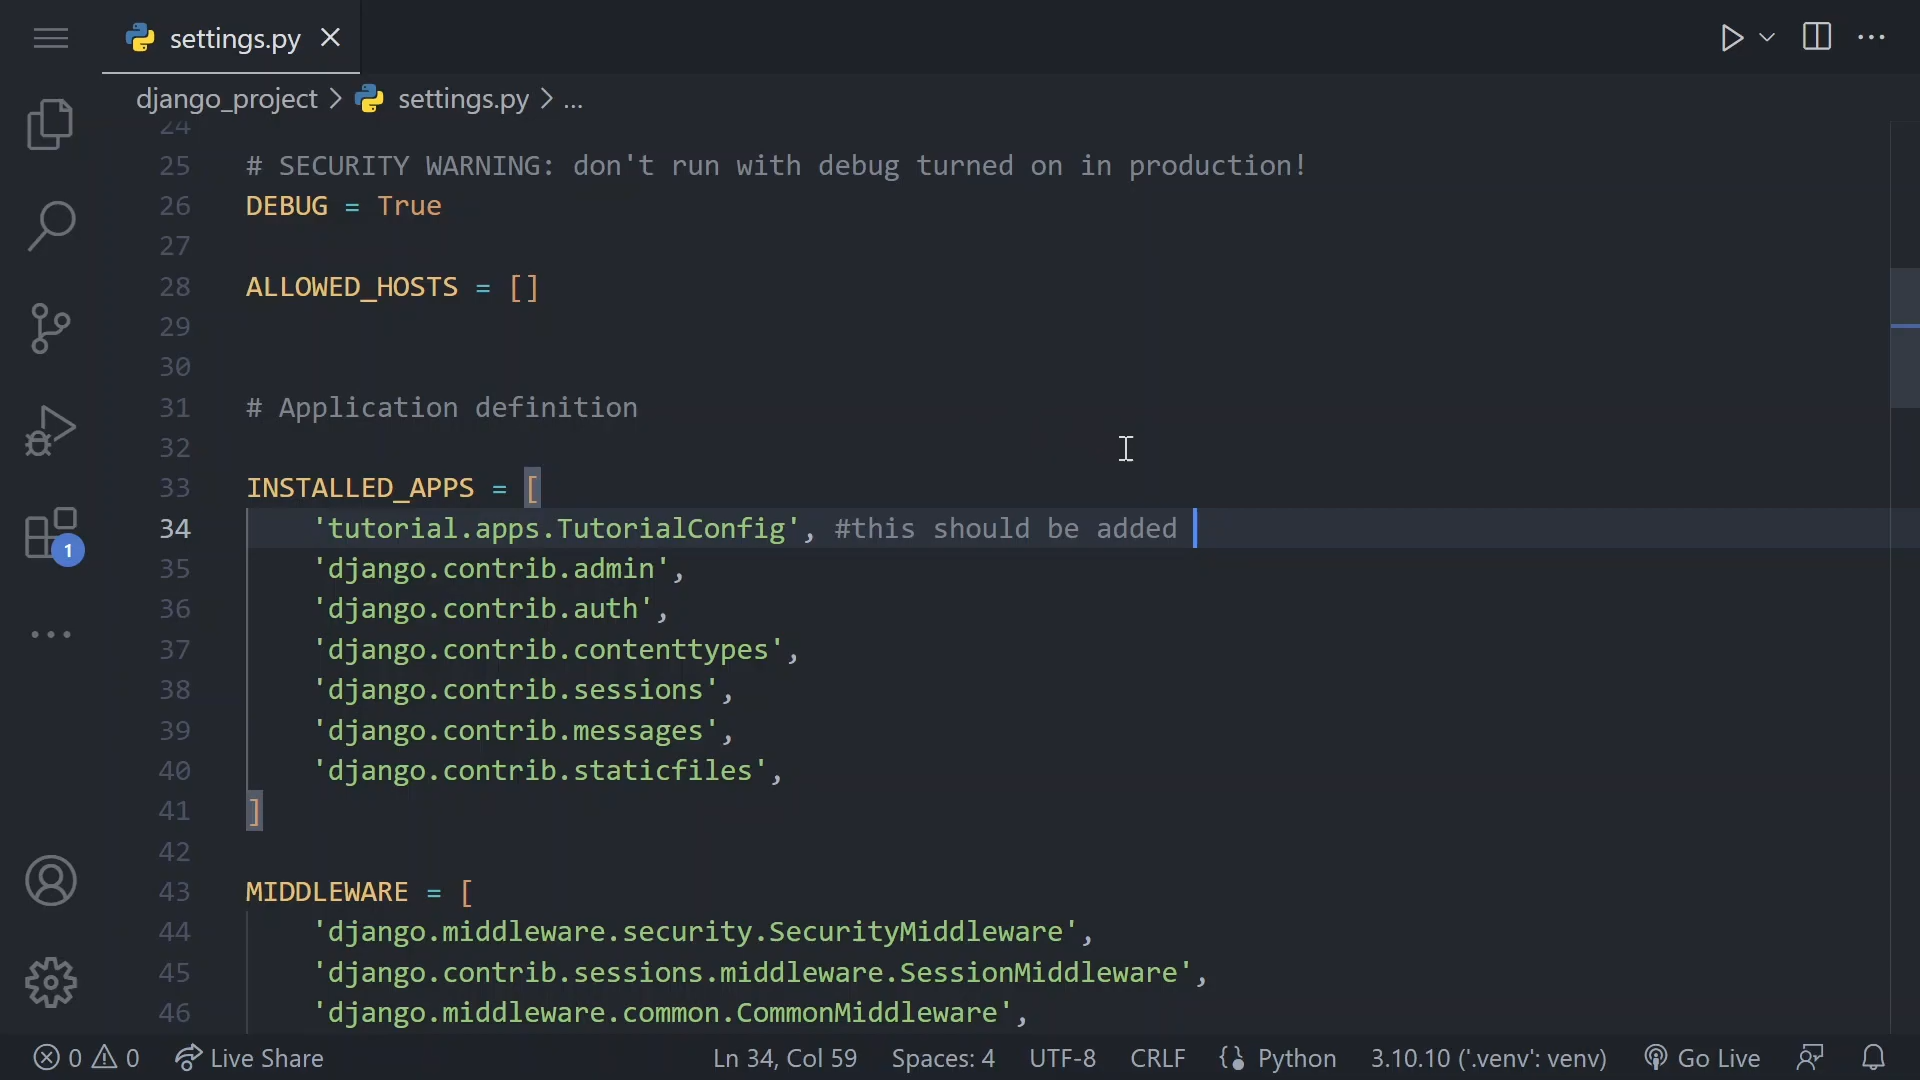 settings.py
django_project > settings.py > ...
24
25 # SECURITY WARNING: don't run with debug turned on in production!
26 DEBUG = True
27
28 ALLOWED_HOSTS = []
29
30
31 # Application definition
32
33 INSTALLED_APPS = [
34     'tutorial.apps.TutorialConfig', #this should be added
35     'django.contrib.admin',
36     'django.contrib.auth',
37     'django.contrib.contenttypes',
38     'django.contrib.sessions',
39     'django.contrib.messages',
40     'django.contrib.staticfiles',
41 ]
42
43 MIDDLEWARE = [
44     'django.middleware.security.SecurityMiddleware',
45     'django.contrib.sessions.middleware.SessionMiddleware',
46     'django.middleware.common.CommonMiddleware',
1
0 0 Live Share Ln 34, Col 59 Spaces: 4 UTF-8 CRLF {} Python 3.10.10 ('.venv': venv) Go Live